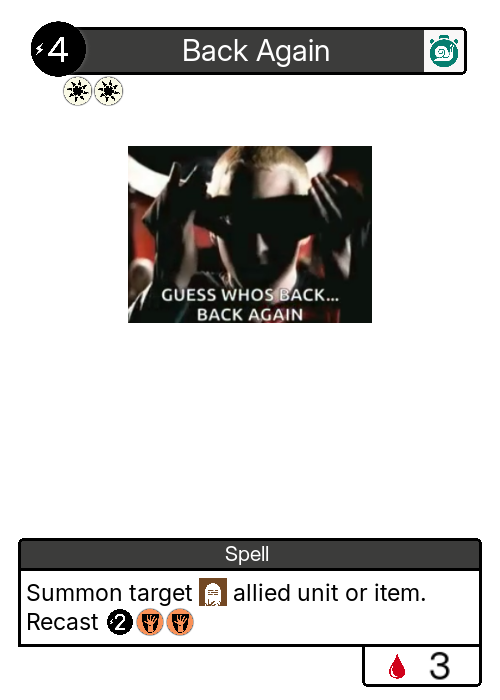 4 Back Again
GUESS WHOS BACK...
BACK AGAIN
Spell
Summon target allied unit or item.
Recast 2
3